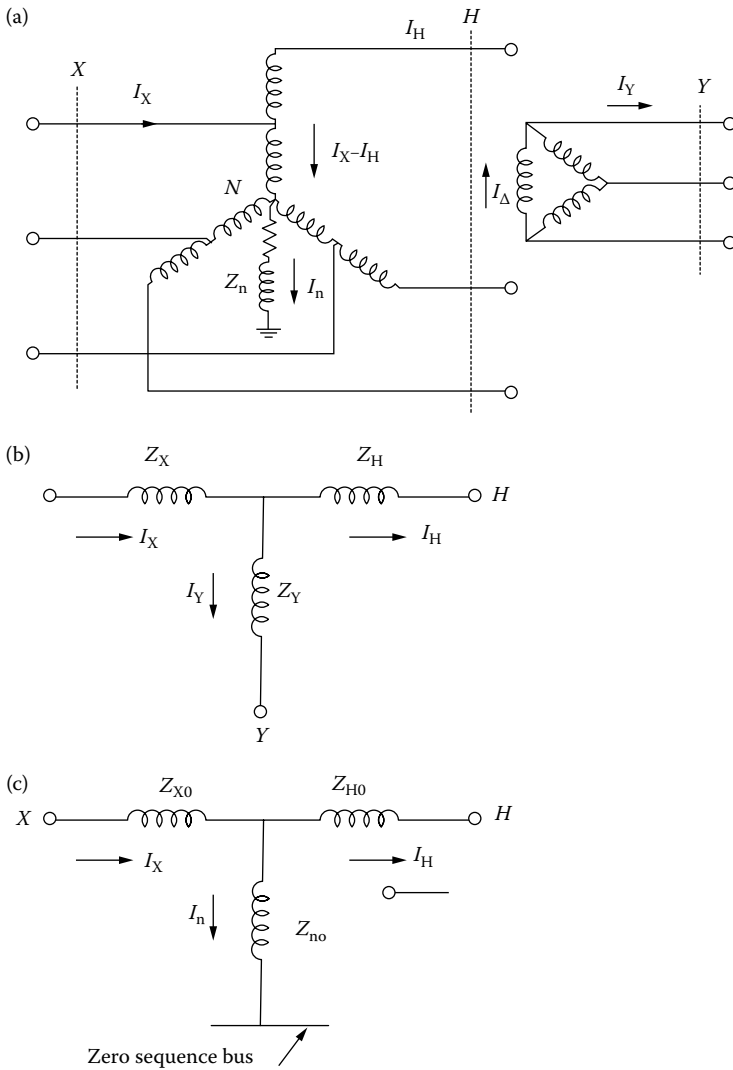 (a)
H
I_H
X
I_X
I_Y
Y
I_X–I_H
N
I_Δ
Z_n
I_n
(b)
Z_X
Z_H
H
I_X
I_H
I_Y
Z_Y
Y
(c)
Z_X0
Z_H0
X
H
I_X
I_H
I_n
Z_no
Zero sequence bus